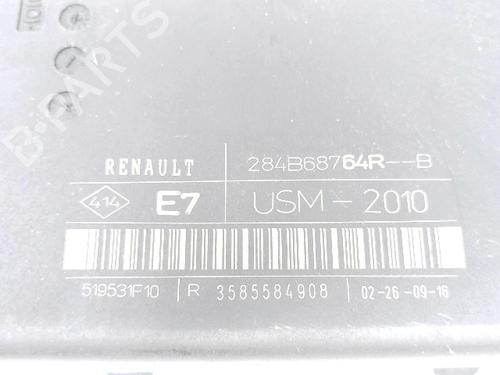 B-PARTS
RENAULT 284B68764R--B
414 E7 USM-2010
519531F10 R 3585584908 02-26-09-16